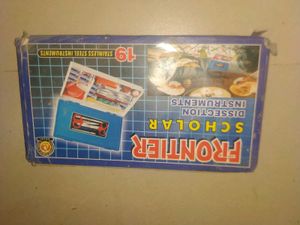 FRONTIER
SCHOLAR
DISSECTION
INSTRUMENTS
19 STAINLESS STEEL INSTRUMENTS